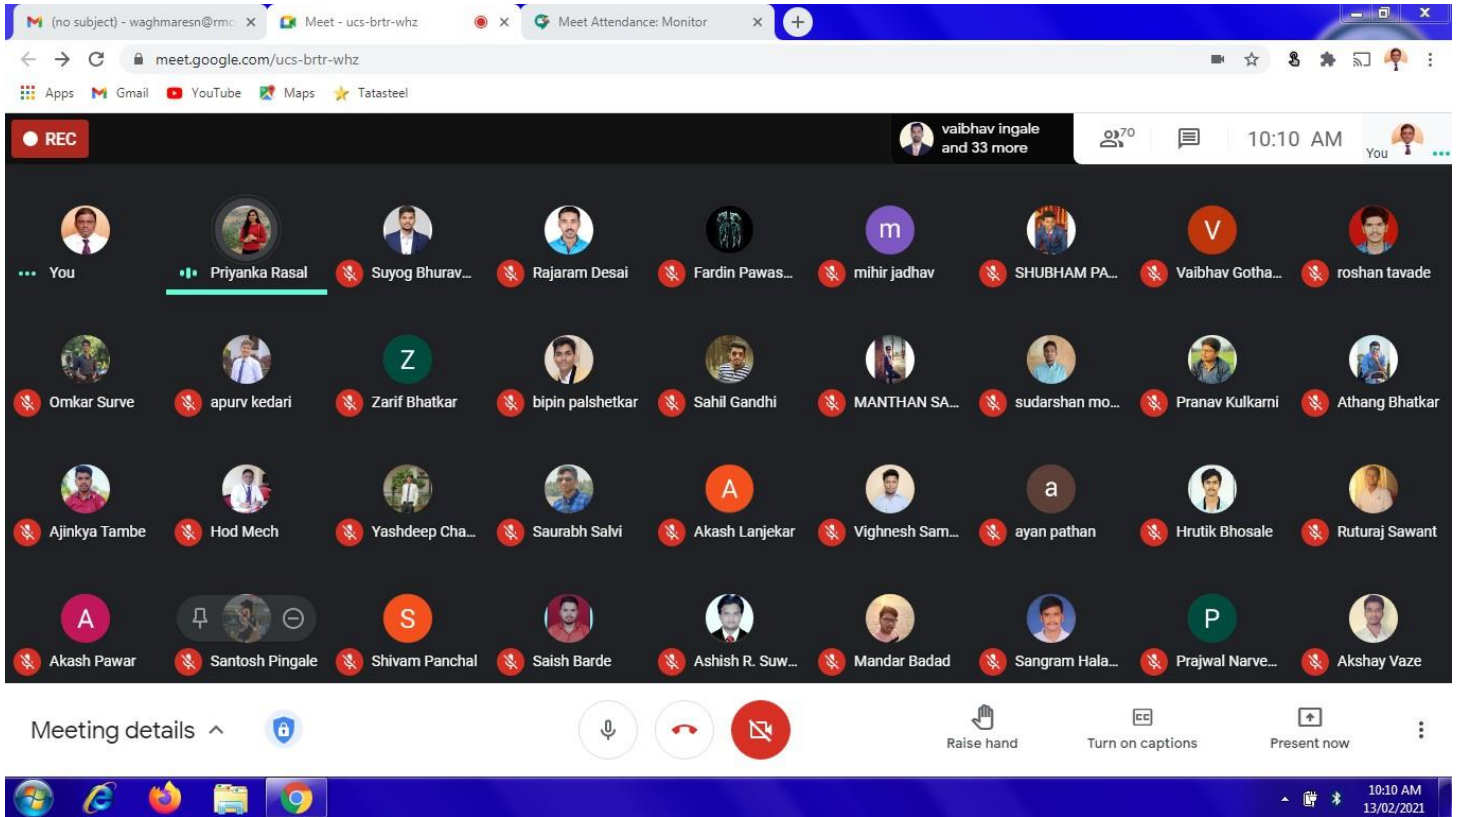 (no subject) - waghmaresn@rmc
Meet - ucs-brtr-whz
Meet Attendance: Monitor
meet.google.com/ucs-brtr-whz
Apps
Gmail
YouTube
Maps
Tatasteel
REC
vaibhav ingale
and 33 more
70
10:10 AM
You
You
Priyanka Rasal
Suyog Bhurav...
Rajaram Desai
Fardin Pawas...
m
mihir jadhav
SHUBHAM PA...
V
Vaibhav Gotha...
roshan tavade
Omkar Surve
apurv kedari
Z
Zarif Bhatkar
bipin palshetkar
Sahil Gandhi
MANTHAN SA...
sudarshan mo...
Pranav Kulkarni
Athang Bhatkar
Ajinkya Tambe
Hod Mech
Yashdeep Cha...
Saurabh Salvi
A
Akash Lanjekar
Vighnesh Sam...
a
ayan pathan
Hrutik Bhosale
Ruturaj Sawant
A
Akash Pawar
Santosh Pingale
S
Shivam Panchal
Saish Barde
Ashish R. Suw...
Mandar Badad
Sangram Hala...
P
Prajwal Narve...
Akshay Vaze
Meeting details
Raise hand
CC
Turn on captions
Present now
10:10 AM
13/02/2021